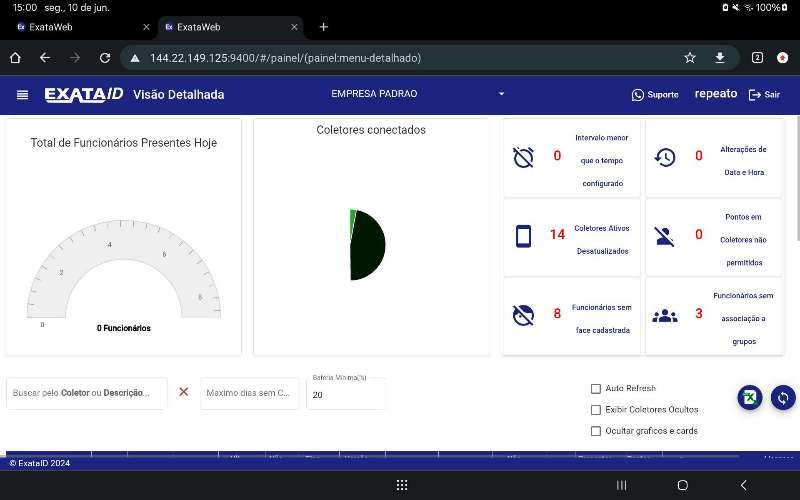 15:00 seg., 10 de jun.
100%
Ex ExataWeb
Ex ExataWeb
144.22.149.125:9400/#/painel/(painel:menu-detalhado)
2
EXATAID Visão Detalhada
EMPRESA PADRAO
Suporte
repeato
Sair
Total de Funcionários Presentes Hoje
0
2
4
6
8
0 Funcionários
Coletores conectados
0
Intervelo menor
que o tempo
configurado
0
Alterações de
Data e Hora
14
Coletores Ativos
Desatualizados
0
Pontos em
Coletores não
permitidos
8
Funcionários sem
face cadastrada
3
Funcionários sem
associação a
grupos
Buscar pelo Coletor ou Descrição...
Maximo dias sem C...
Bateria Minima(%)
20
Auto Refresh
Exibir Coletores Ocultos
Ocultar graficos e cards
© ExataID 2024